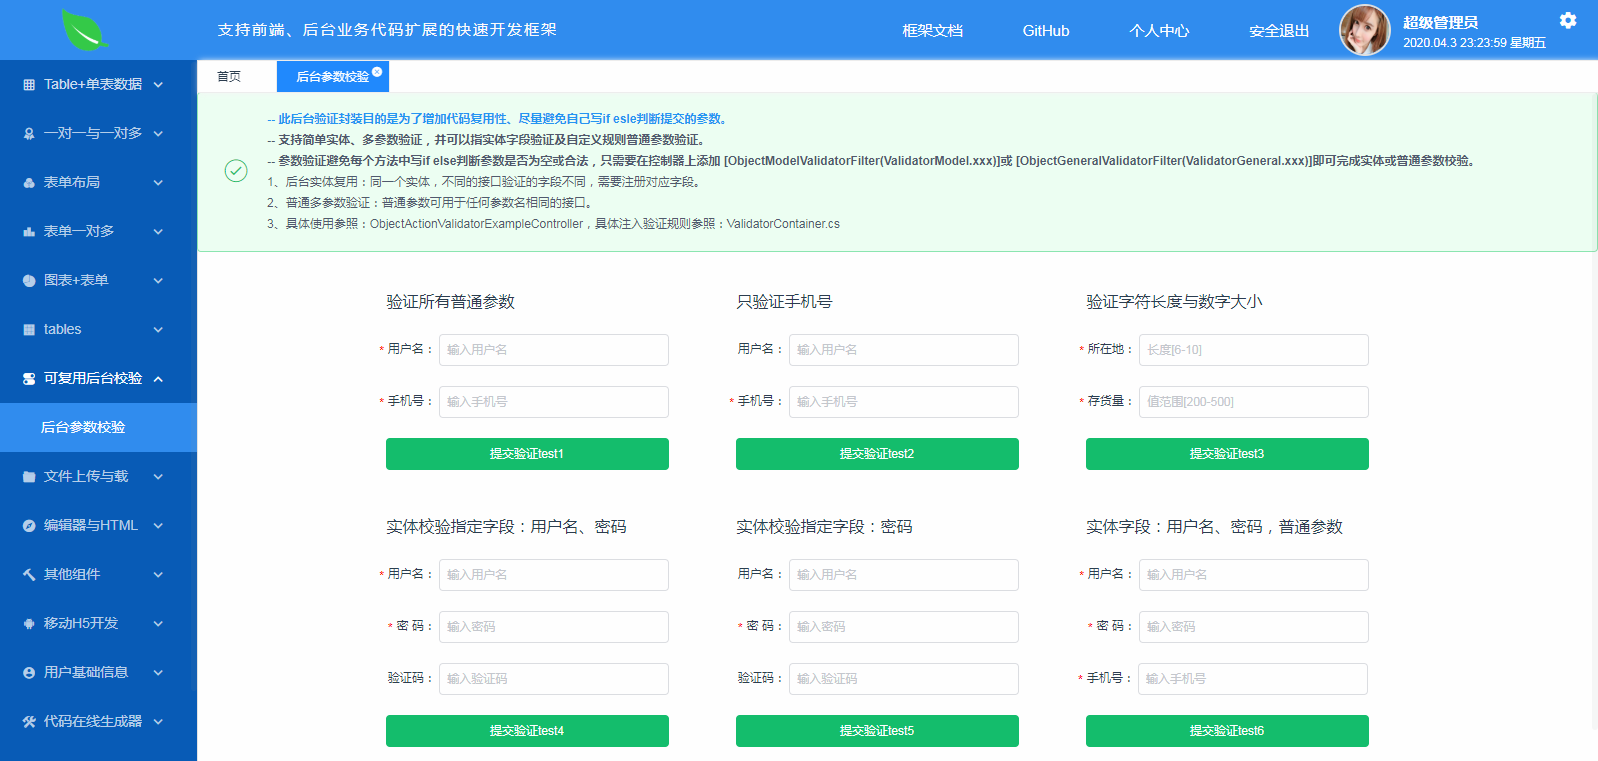 支持前端、后台业务代码扩展的快速开发框架
框架文档
GitHub
个人中心
安全退出
超级管理员
2020.04.3 23:23:59 星期五
Table+单表数据
一对一与一对多
表单布局
表单一对多
图表+表单
tables
可复用后台校验
后台参数校验
文件上传与载
编辑器与HTML
其他组件
移动H5开发
用户基础信息
代码在线生成器
首页
后台参数校验
-- 此后台验证封装目的是为了增加代码复用性、尽量避免自己写if esle判断提交的参数。
-- 支持简单实体、多参数验证，并可以指实体字段验证及自定义规则普通参数验证。
-- 参数验证避免每个方法中写if else判断参数是否为空或合法，只需要在控制器上添加 [ObjectModelValidatorFilter(ValidatorModel.xxx)]或 [ObjectGeneralValidatorFilter(ValidatorGeneral.xxx)]即可完成实体或普通参数校验。
1、后台实体复用：同一个实体，不同的接口验证的字段不同，需要注册对应字段。
2、普通多参数验证：普通参数可用于任何参数名相同的接口。
3、具体使用参照：ObjectActionValidatorExampleController，具体注入验证规则参照：ValidatorContainer.cs
验证所有普通参数
* 用户名： 输入用户名
* 手机号： 输入手机号
提交验证test1
只验证手机号
用户名： 输入用户名
* 手机号： 输入手机号
提交验证test2
验证字符长度与数字大小
* 所在地： 长度[6-10]
* 存货量： 值范围[200-500]
提交验证test3
实体校验指定字段：用户名、密码
* 用户名： 输入用户名
* 密 码： 输入密码
验证码： 输入验证码
提交验证test4
实体校验指定字段：密码
用户名： 输入用户名
* 密 码： 输入密码
验证码： 输入验证码
提交验证test5
实体字段：用户名、密码，普通参数
* 用户名： 输入用户名
* 密 码： 输入密码
* 手机号： 输入手机号
提交验证test6